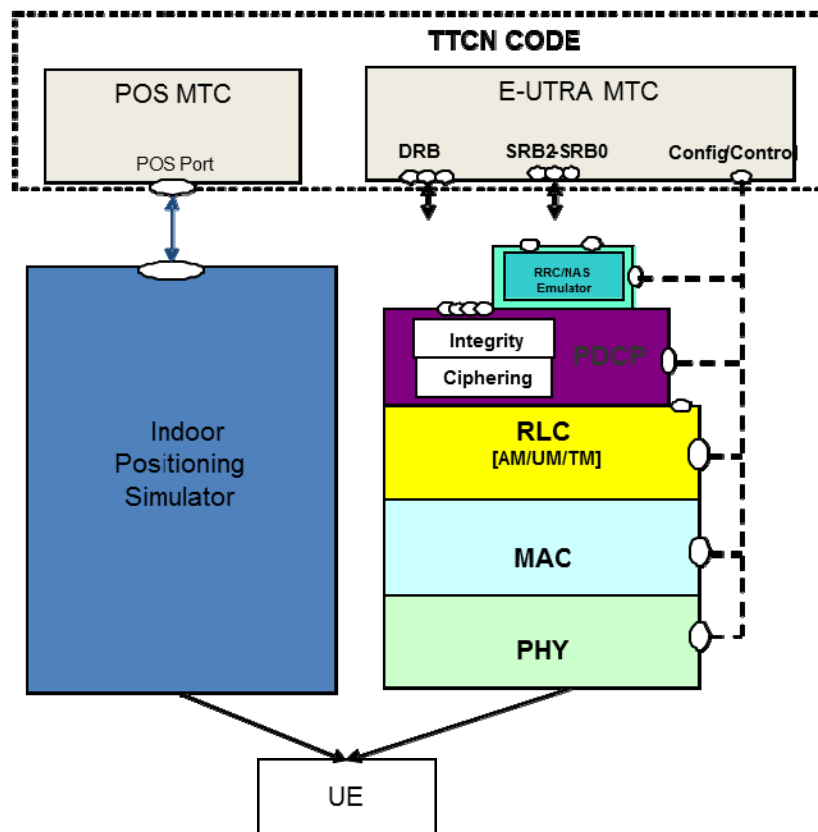 TTCN CODE
POS MTC
E-UTRA MTC
POS Port
DRB
SRB2-SRB0
Config/Control
RRC/NAS
Emulator
Integrity
Ciphering
PDCP
Indoor
Positioning
Simulator
RLC
[AM/UM/TM]
MAC
PHY
UE